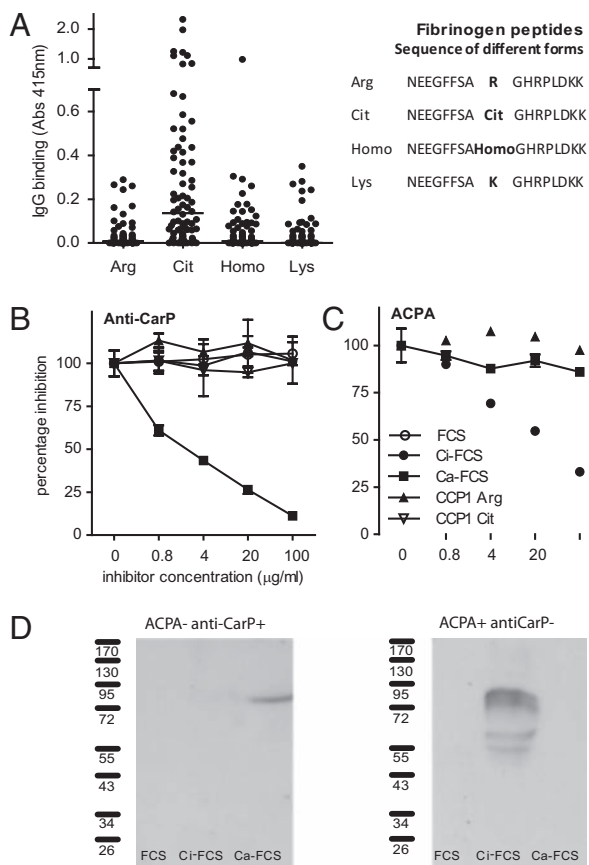 A
IgG binding (Abs 415nm)
2.0
1.0
0.6
0.4
0.2
0.0
Arg Cit Homo Lys
Fibrinogen peptides
Sequence of different forms
Arg NEEGFFSA R GHRPLDKK
Cit NEEGFFSA Cit GHRPLDKK
Homo NEEGFFSAHomoGHRPLDKK
Lys NEEGFFSA K GHRPLDKK
B
Anti-CarP
percentage inhibition
100
75
50
25
0
0 0.8 4 20 100
inhibitor concentration (μg/ml)
C
ACPA
100
75
50
25
0
FCS
Ci-FCS
Ca-FCS
CCP1 Arg
CCP1 Cit
0 0.8 4 20
D
ACPA- anti-CarP+
170
130
95
72
55
43
34
26
FCS Ci-FCS Ca-FCS
ACPA+ antiCarP-
170
130
95
72
55
43
34
26
FCS Ci-FCS Ca-FCS